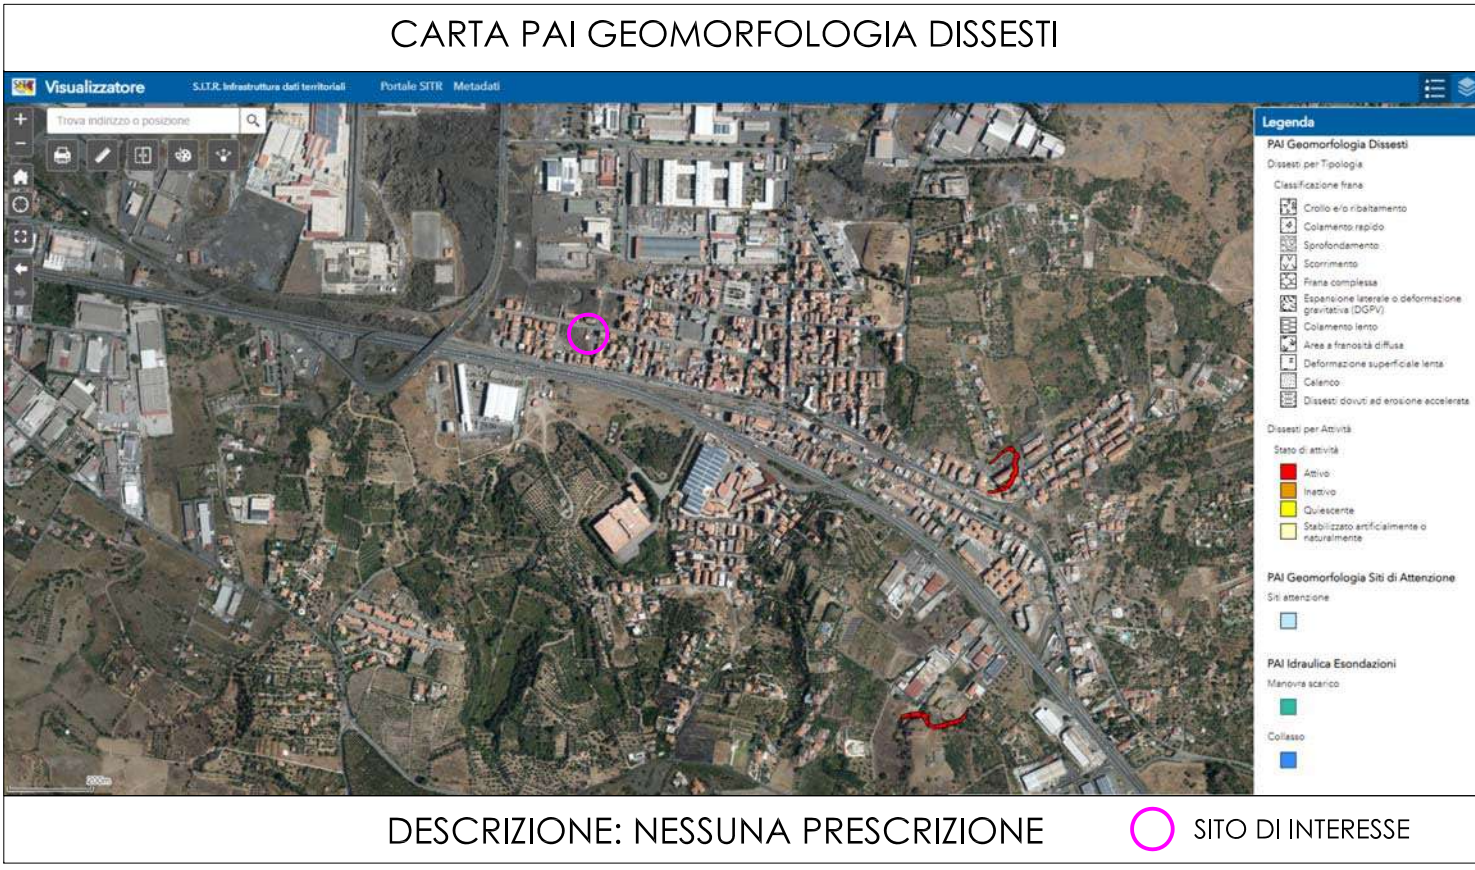 CARTA PAI GEOMORFOLOGIA DISSESTI
Visualizzatore
S.I.T.R. Infrastruttura dati territoriali
Portale SITR
Metadati
Trova indirizzo o posizione
Legenda
PAI Geomorfologia Dissesti
Dissesti per Tipologia
Classificazione frana
Crollo e/o ribaltamento
Colamento rapido
Sprofondamento
Scorrimento
Frana complessa
Espansione laterale o deformazione
gravitativa (DGPV)
Colamento lento
Area a franosità diffusa
Deformazione superficiale lenta
Calanco
Dissesti dovuti ad erosione accelerata
Dissesti per Attività
Stato di attività
Attivo
Inattivo
Quiescente
Stabilizzato artificialmente o
naturalmente
PAI Geomorfologia Siti di Attenzione
Siti attenzione
PAI Idraulica Esondazioni
Manovra scarico
Collasso
200m
DESCRIZIONE: NESSUNA PRESCRIZIONE
SITO DI INTERESSE